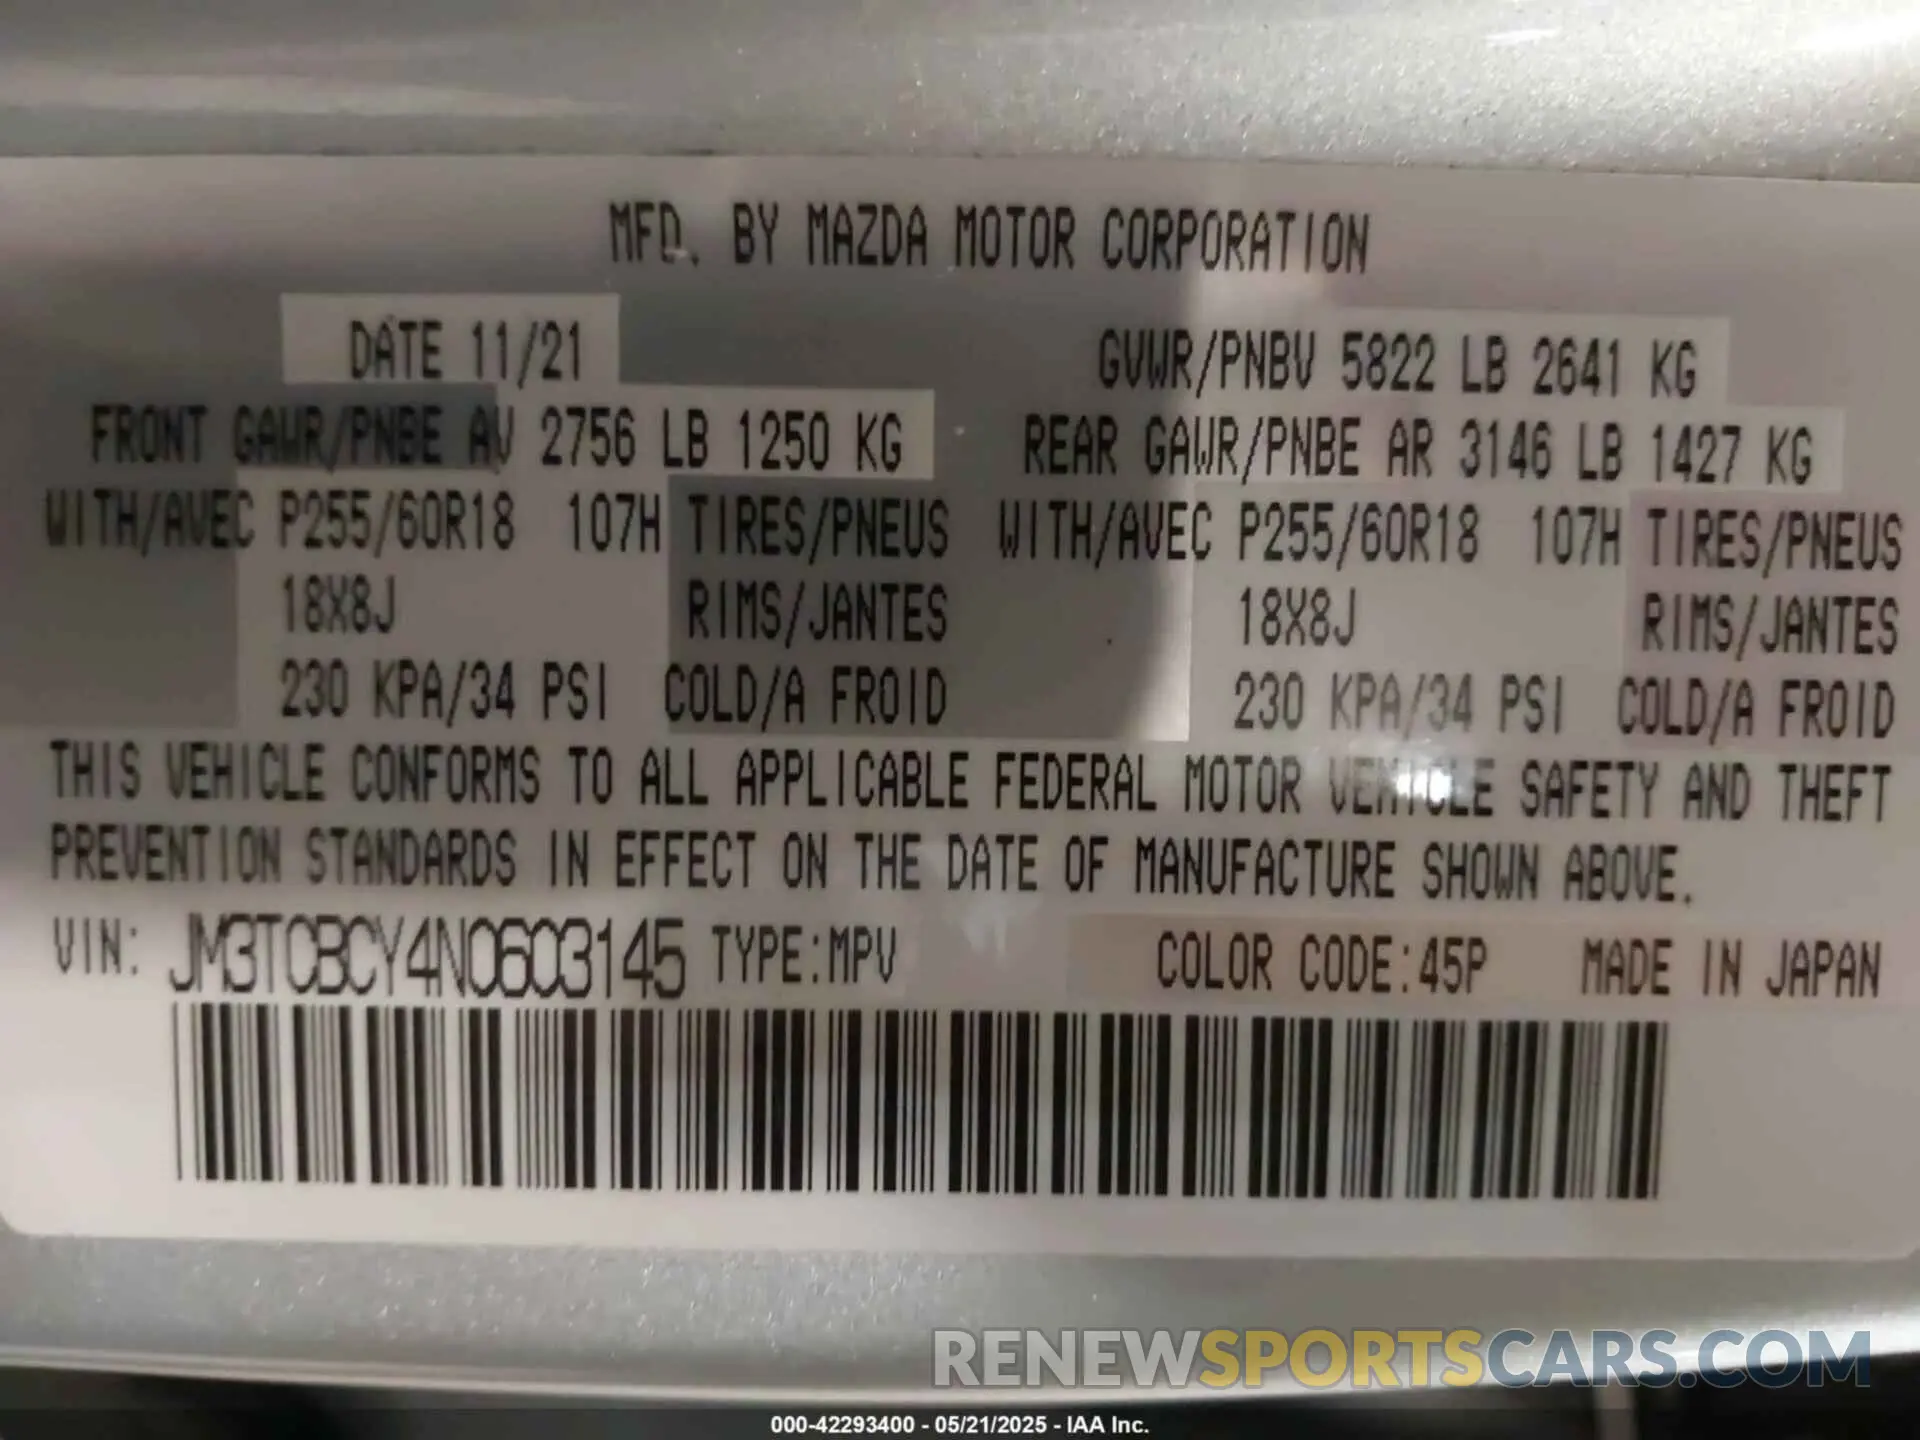 MFD. BY MAZDA MOTOR CORPORATION
DATE 11/21 GVWR/PNBV 5822 LB 2641 KG
FRONT GAWR/PNBE AV 2756 LB 1250 KG REAR GAWR/PNBE AR 3146 LB 1427 KG
WITH/AVEC P255/60R18 107H TIRES/PNEUS WITH/AVEC P255/60R18 107H TIRES/PNEUS
18X8J RIMS/JANTES 18X8J RIMS/JANTES
230 KPA/34 PSI COLD/A FROID 230 KPA/34 PSI COLD/A FROID
THIS VEHICLE CONFORMS TO ALL APPLICABLE FEDERAL MOTOR VEHICLE SAFETY AND THEFT
PREVENTION STANDARDS IN EFFECT ON THE DATE OF MANUFACTURE SHOWN ABOVE.
VIN: JM3TCBCY4N0603145 TYPE:MPV COLOR CODE:45P MADE IN JAPAN
RENEWSPORTSCARS.COM
000-42293400 - 05/21/2025 - IAA Inc.